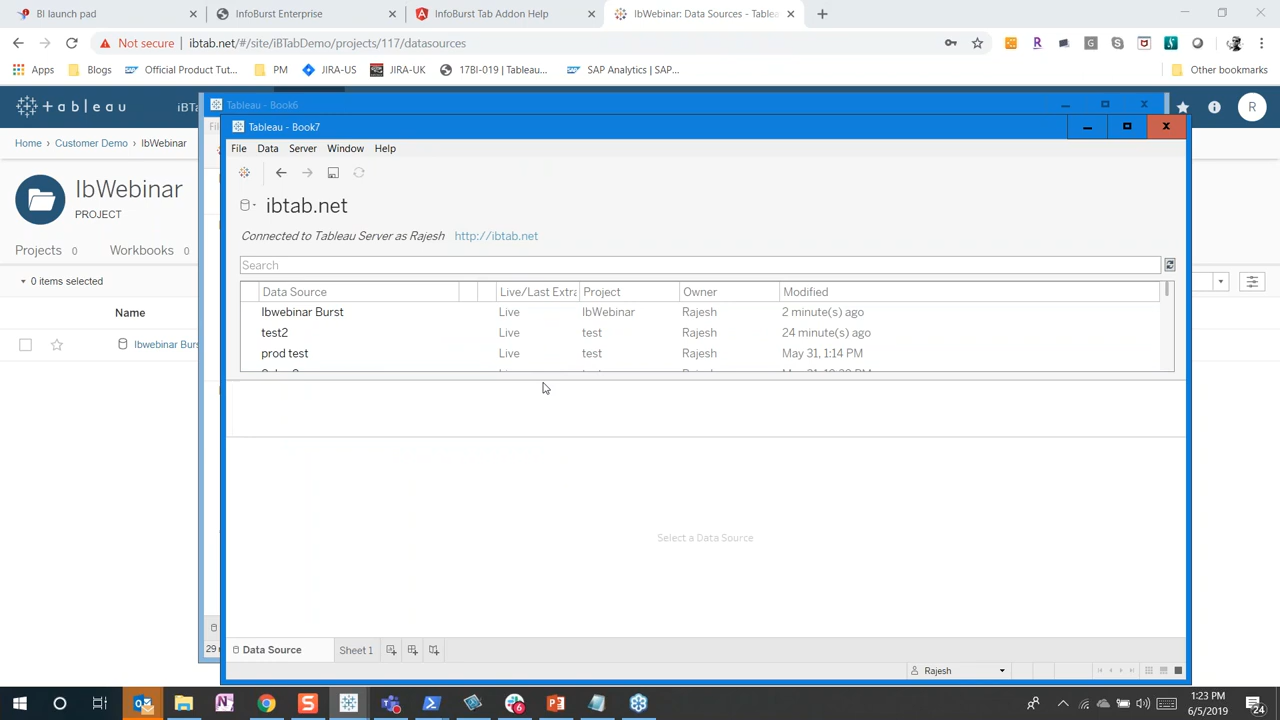 BI launch pad
InfoBurst Enterprise
InfoBurst Tab Addon Help
IbWebinar: Data Sources - Tablea
Not secure
ibtab.net/#/site/iBTabDemo/projects/117/datasources
Apps
Blogs
Official Product Tut...
PM
JIRA-US
JIRA-UK
17BI-019 | Tableau...
SAP Analytics | SAP...
Other bookmarks
+ a b | e a u
iBTa
Tableau - Book6
R
Home > Customer Demo > IbWebinar
Fil
Tableau - Book7
File Data Server Window Help
IbWebinar
PROJECT
ibtab.net
Connected to Tableau Server as Rajesh http://ibtab.net
Projects 0 Workbooks 0
Search
0 items selected
Data Source Live/Last Extra Project Owner Modified
Name
Ibwebinar Burst Live IbWebinar Rajesh 2 minute(s) ago
test2 Live test Rajesh 24 minute(s) ago
Ibwebinar Burs
prod test Live test Rajesh May 31, 1:14 PM
Select a Data Source
Data Source Sheet 1
29
Rajesh
1:23 PM
6/5/2019
24